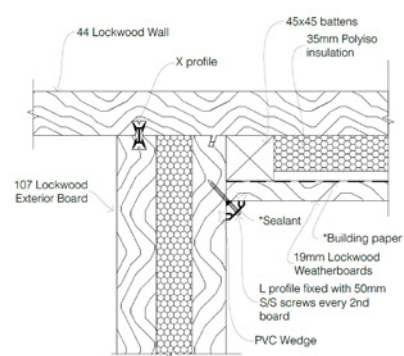 44 Lockwood Wall
X profile
45x45 battens
35mm Polyiso
insulation
107 Lockwood
Exterior Board
*Sealant
*Building paper
19mm Lockwood
Weatherboards
L profile fixed with 50mm
S/S screws every 2nd
board
PVC Wedge